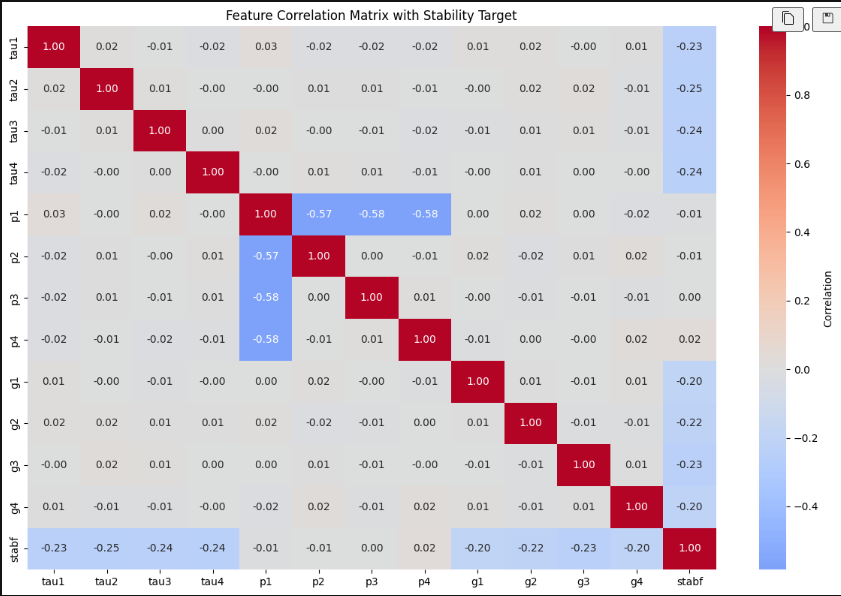 Feature Correlation Matrix with Stability Target
tau1 1.00 0.02 -0.01 -0.02 0.03 -0.02 -0.02 -0.02 0.01 0.02 -0.00 0.01 -0.23
tau2 0.02 1.00 0.01 -0.00 -0.00 0.01 0.01 -0.01 -0.00 0.02 0.02 -0.01 -0.25
tau3 -0.01 0.01 1.00 0.00 0.02 -0.00 -0.01 -0.02 -0.01 0.01 0.01 -0.01 -0.24
tau4 -0.02 -0.00 0.00 1.00 -0.00 0.01 0.01 -0.01 -0.00 0.01 0.00 -0.00 -0.24
p1 0.03 -0.00 0.02 -0.00 1.00 -0.57 -0.58 -0.58 0.00 0.02 0.00 -0.02 -0.01
p2 -0.02 0.01 -0.00 0.01 -0.57 1.00 0.00 -0.01 0.02 -0.02 0.01 0.02 -0.01
p3 -0.02 0.01 -0.01 0.01 -0.58 0.00 1.00 0.01 -0.00 -0.01 -0.01 -0.01 0.00
p4 -0.02 -0.01 -0.02 -0.01 -0.58 -0.01 0.01 1.00 -0.01 0.00 -0.00 0.02 0.02
g1 0.01 -0.00 -0.01 -0.00 0.00 0.02 -0.00 -0.01 1.00 0.01 -0.01 0.01 -0.20
g2 0.02 0.02 0.01 0.01 0.02 -0.02 -0.01 0.00 0.01 1.00 -0.01 -0.01 -0.22
g3 -0.00 0.02 0.01 0.00 0.00 0.01 -0.01 -0.00 -0.01 -0.01 1.00 0.01 -0.23
g4 0.01 -0.01 -0.01 -0.00 -0.02 0.02 -0.01 0.02 0.01 -0.01 0.01 1.00 -0.20
stabf -0.23 -0.25 -0.24 -0.24 -0.01 -0.01 0.00 0.02 -0.20 -0.22 -0.23 -0.20 1.00
tau1 tau2 tau3 tau4 p1 p2 p3 p4 g1 g2 g3 g4 stabf
0.8
0.6
0.4
0.2
0.0
−0.2
−0.4
Correlation